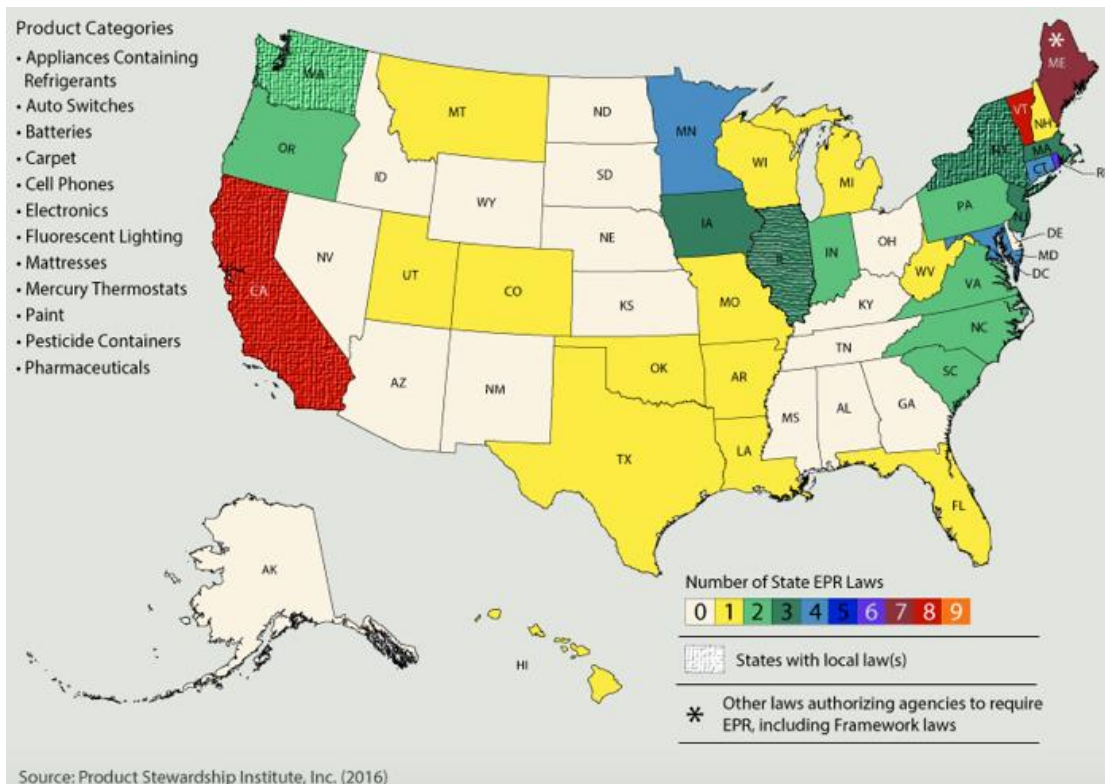 Product Categories
• Appliances Containing
Refrigerants
• Auto Switches
• Batteries
• Carpet
• Cell Phones
• Electronics
• Fluorescent Lighting
• Mattresses
• Mercury Thermostats
• Paint
• Pesticide Containers
• Pharmaceuticals
WA
MT
ND
MN
OR
ID
SD
WI
MI
WY
NE
IA
NV
UT
CO
CA
KS
MO
IL
IN
OH
KY
WV
PA
NY
VT
NH
*
ME
MA
CT
RI
NJ
DE
MD
DC
VA
NC
TN
SC
AZ
NM
OK
AR
MS
AL
GA
TX
LA
FL
AK
HI
Number of State EPR Laws
0 1 2 3 4 5 6 7 8 9
States with local law(s)
* Other laws authorizing agencies to require
EPR, including Framework laws
Source: Product Stewardship Institute, Inc. (2016)